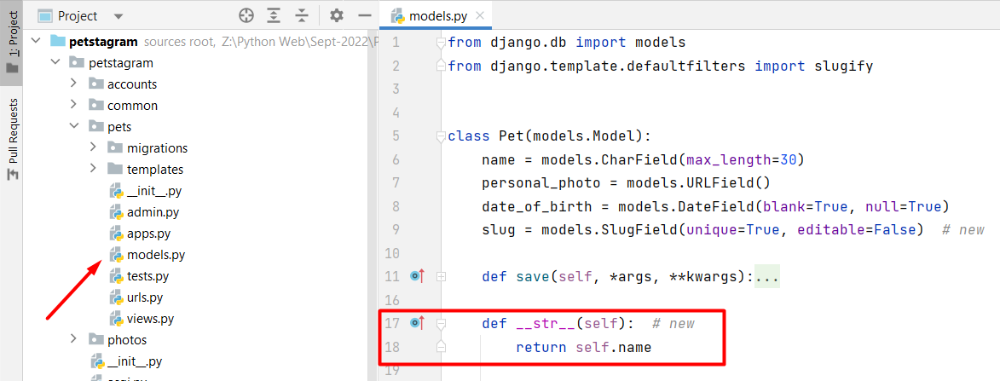 1: Project
Pull Requests
Project
petstagram sources root, Z:\Python Web\Sept-2022\P
petstagram
accounts
common
pets
migrations
templates
__init__.py
admin.py
apps.py
models.py
tests.py
urls.py
views.py
photos
__init__.py
models.py
1 from django.db import models
2 from django.template.defaultfilters import slugify
3
4
5 class Pet(models.Model):
6 name = models.CharField(max_length=30)
7 personal_photo = models.URLField()
8 date_of_birth = models.DateField(blank=True, null=True)
9 slug = models.SlugField(unique=True, editable=False)  # new
10
11 def save(self, *args, **kwargs):...
16
17 def __str__(self):  # new
18 return self.name
19